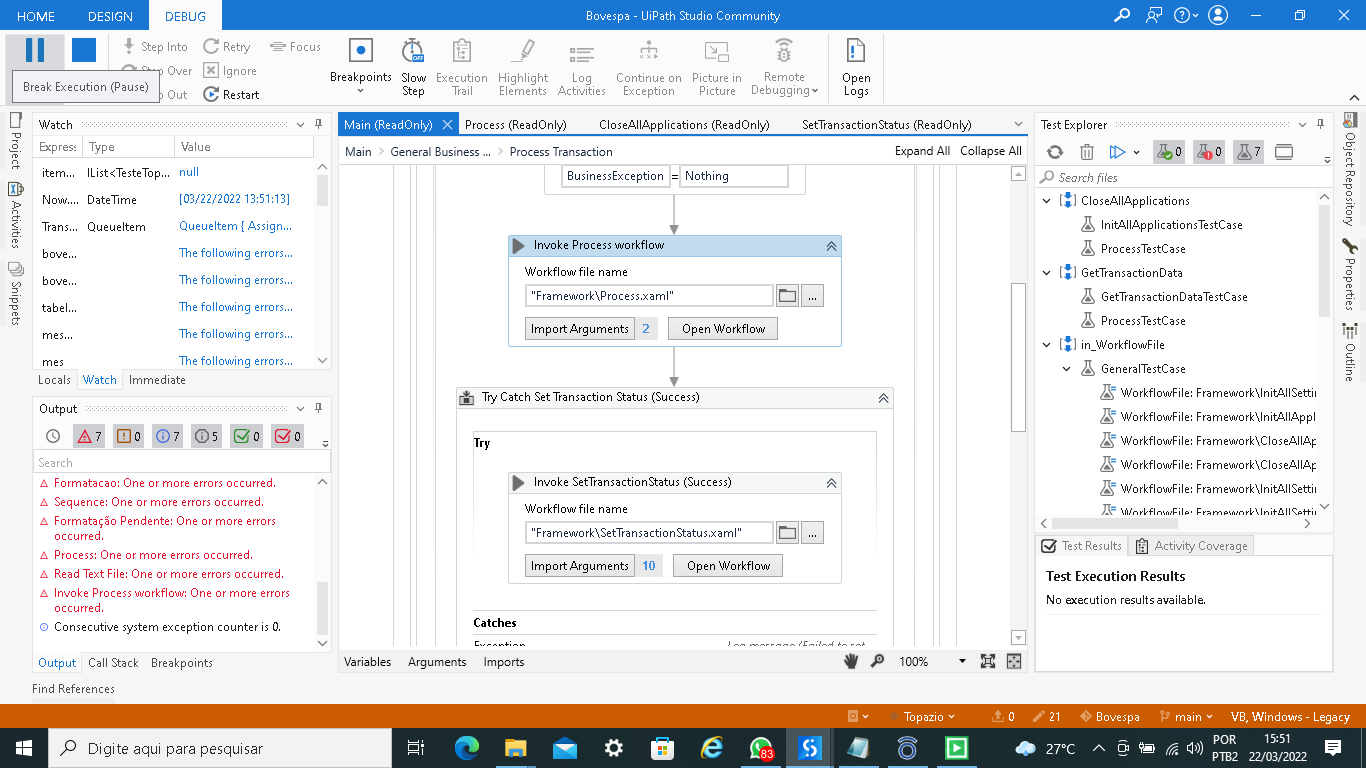 HOME DESIGN DEBUG Bovespa - UiPath Studio Community
Step Into Retry Focus
Step Over Ignore
Out Restart
Break Execution (Pause)
Breakpoints Slow Step Execution Trail Highlight Elements Log Activities Continue on Exception Picture in Picture Remote Debugging Open Logs
Project
Activities
Snippets
Watch
Expres Type Value
item... IList<TesteTop... null
Now.... DateTime [03/22/2022 13:51:13]
Trans... QueueItem QueueItem { Assign...
bove... The following errors...
bove... The following errors...
tabel... The following errors...
mes... The following errors...
mes The following errors...
Locals Watch Immediate
Output
7 0 7 5 0 0
Search
Formatacao: One or more errors occurred.
Sequence: One or more errors occurred.
Formatação Pendente: One or more errors
occurred.
Process: One or more errors occurred.
Read Text File: One or more errors occurred.
Invoke Process workflow: One or more errors
occurred.
Consecutive system exception counter is 0.
Output Call Stack Breakpoints
Find References
Main (ReadOnly) Process (ReadOnly) CloseAllApplications (ReadOnly) SetTransactionStatus (ReadOnly)
Main > General Business ... > Process Transaction Expand All Collapse All
BusinessException = Nothing
Invoke Process workflow
Workflow file name
"Framework\Process.xaml" ...
Import Arguments 2 Open Workflow
Try Catch Set Transaction Status (Success)
Try
Invoke SetTransactionStatus (Success)
Workflow file name
"Framework\SetTransactionStatus.xaml" ...
Import Arguments 10 Open Workflow
Catches
Exception Log message (Failed to set
Variables Arguments Imports 100%
Test Explorer
0 0 7
Search files
CloseAllApplications
InitAllApplicationsTestCase
ProcessTestCase
GetTransactionData
GetTransactionDataTestCase
ProcessTestCase
in_WorkflowFile
GeneralTestCase
WorkflowFile: Framework\InitAllSettin
WorkflowFile: Framework\InitAllAppl
WorkflowFile: Framework\CloseAllAp
WorkflowFile: Framework\CloseAllAp
WorkflowFile: Framework\InitAllSettin
WorkflowFile: Framework\InitAllSettin
Test Results Activity Coverage
Test Execution Results
No execution results available.
Object Repository
Properties
Outline
Topazio 0 21 Bovespa main VB, Windows - Legacy
Digite aqui para pesquisar
83
27°C
POR
PTB2
15:51
22/03/2022